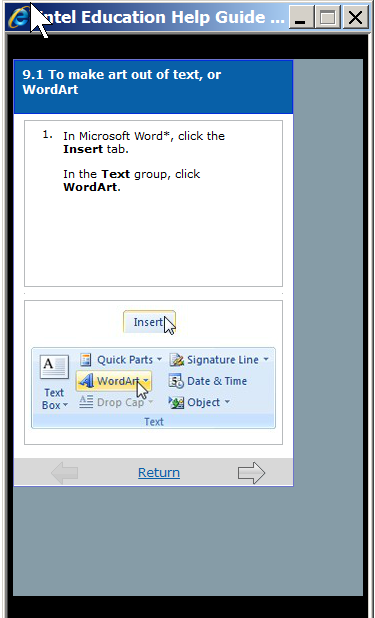 Intel Education Help Guide ...
9.1 To make art out of text, or
WordArt
1. In Microsoft Word*, click the
Insert tab.
In the Text group, click
WordArt.
Insert
A Quick Parts Signature Line
WordArt Date & Time
Text
Box Drop Cap Object
Text
Return